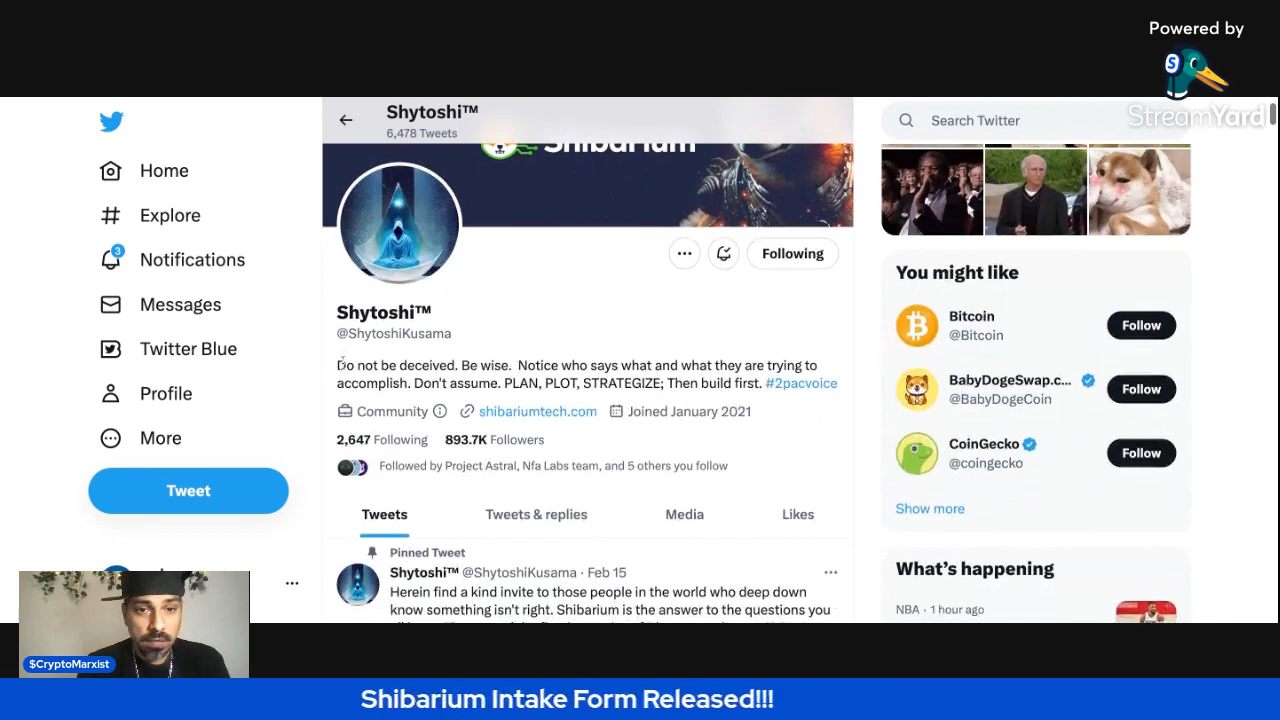 Powered by
StreamYard
Shytoshi™
6,478 Tweets
Shibarium
Search Twitter
Home
Explore
3
Notifications
Messages
Twitter Blue
Profile
More
Tweet
Following
Shytoshi™
@ShytoshiKusama
Do not be deceived. Be wise. Notice who says what and what they are trying to
accomplish. Don't assume. PLAN, PLOT, STRATEGIZE; Then build first. #2pacvoice
Community shibariumtech.com Joined January 2021
2,647 Following 893.7K Followers
Followed by Project Astral, Nfa Labs team, and 5 others you follow
Tweets Tweets & replies Media Likes
Pinned Tweet
Shytoshi™ @ShytoshiKusama · Feb 15
Herein find a kind invite to those people in the world who deep down
know something isn't right. Shibarium is the answer to the questions you
You might like
Bitcoin
@Bitcoin
Follow
BabyDogeSwap.c...
@BabyDogeCoin
Follow
CoinGecko
@coingecko
Follow
Show more
What's happening
NBA · 1 hour ago
$CryptoMarxist
Shibarium Intake Form Released!!!